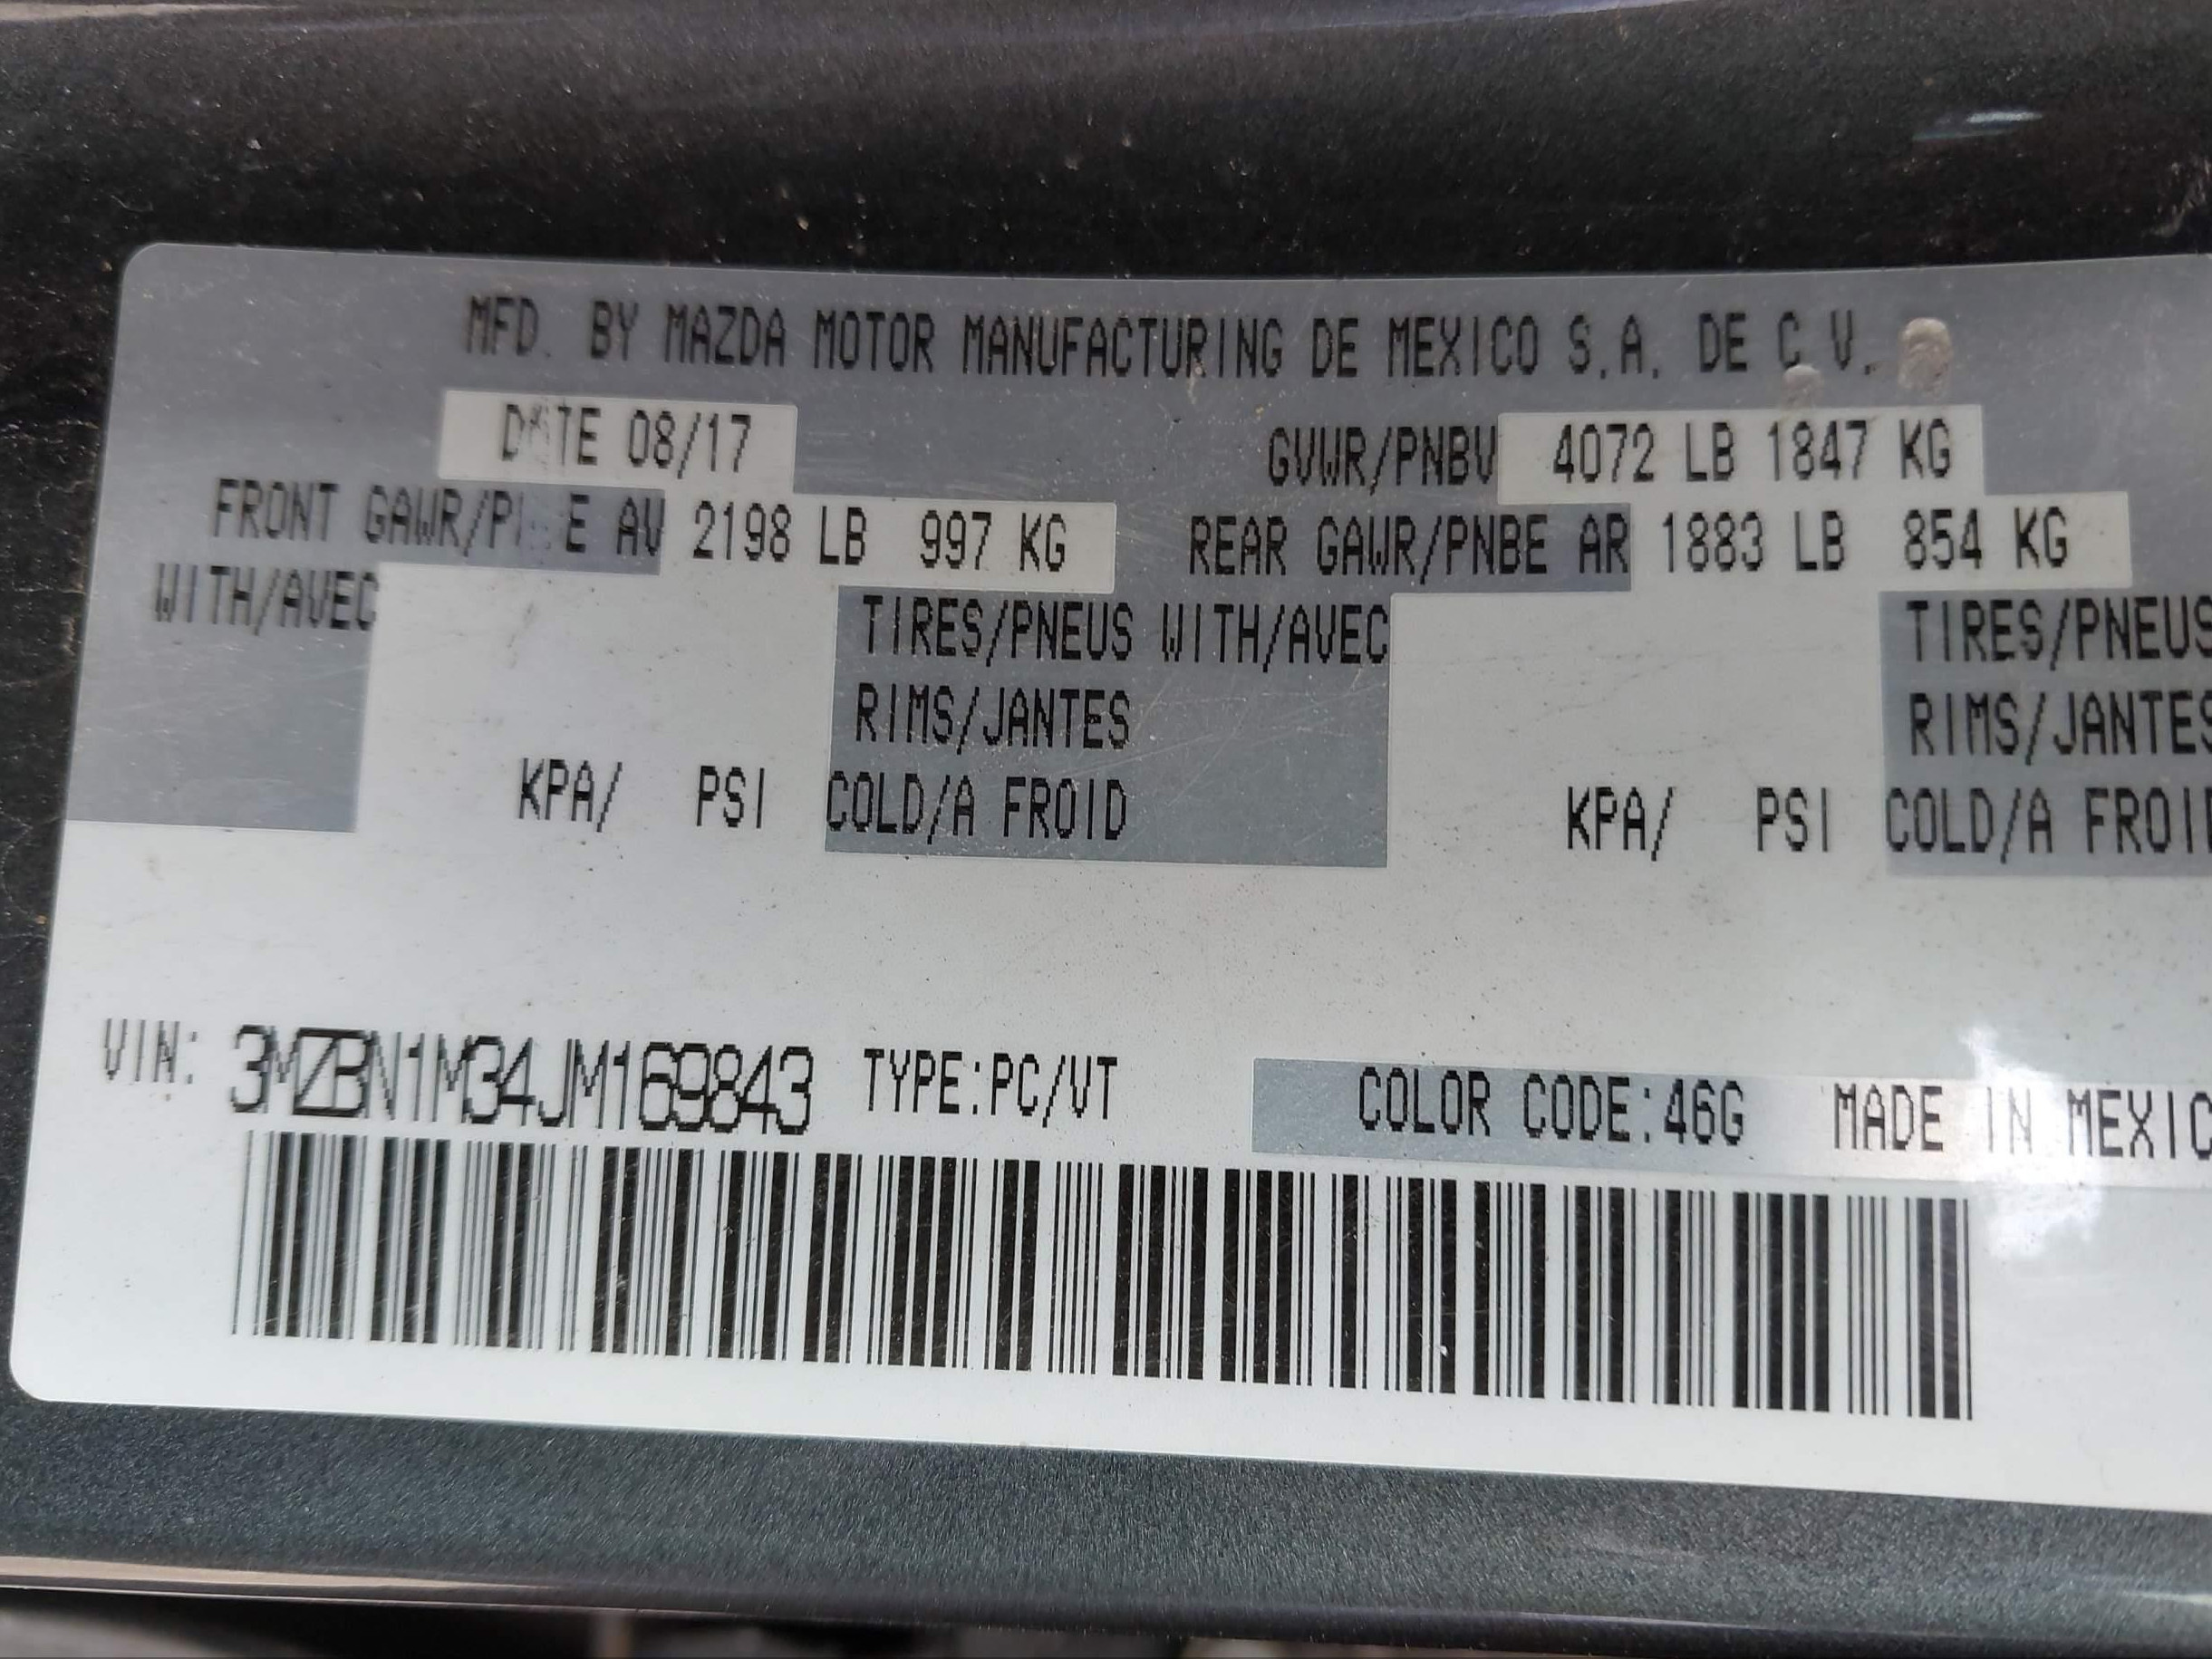 MFD. BY MAZDA MOTOR MANUFACTURING DE MEXICO S.A. DE C.V.
DATE 08/17 GVWR/PNBV 4072 LB 1847 KG
FRONT GAWR/PNBE AV 2198 LB 997 KG REAR GAWR/PNBE AR 1883 LB 854 KG
WITH/AVEC TIRES/PNEUS WITH/AVEC TIRES/PNEUS
RIMS/JANTES RIMS/JANTES
KPA/ PSI COLD/A FROID KPA/ PSI COLD/A FROID
VIN: 3MZBN1M34JM169843 TYPE:PC/VT COLOR CODE:46G MADE IN MEXIC